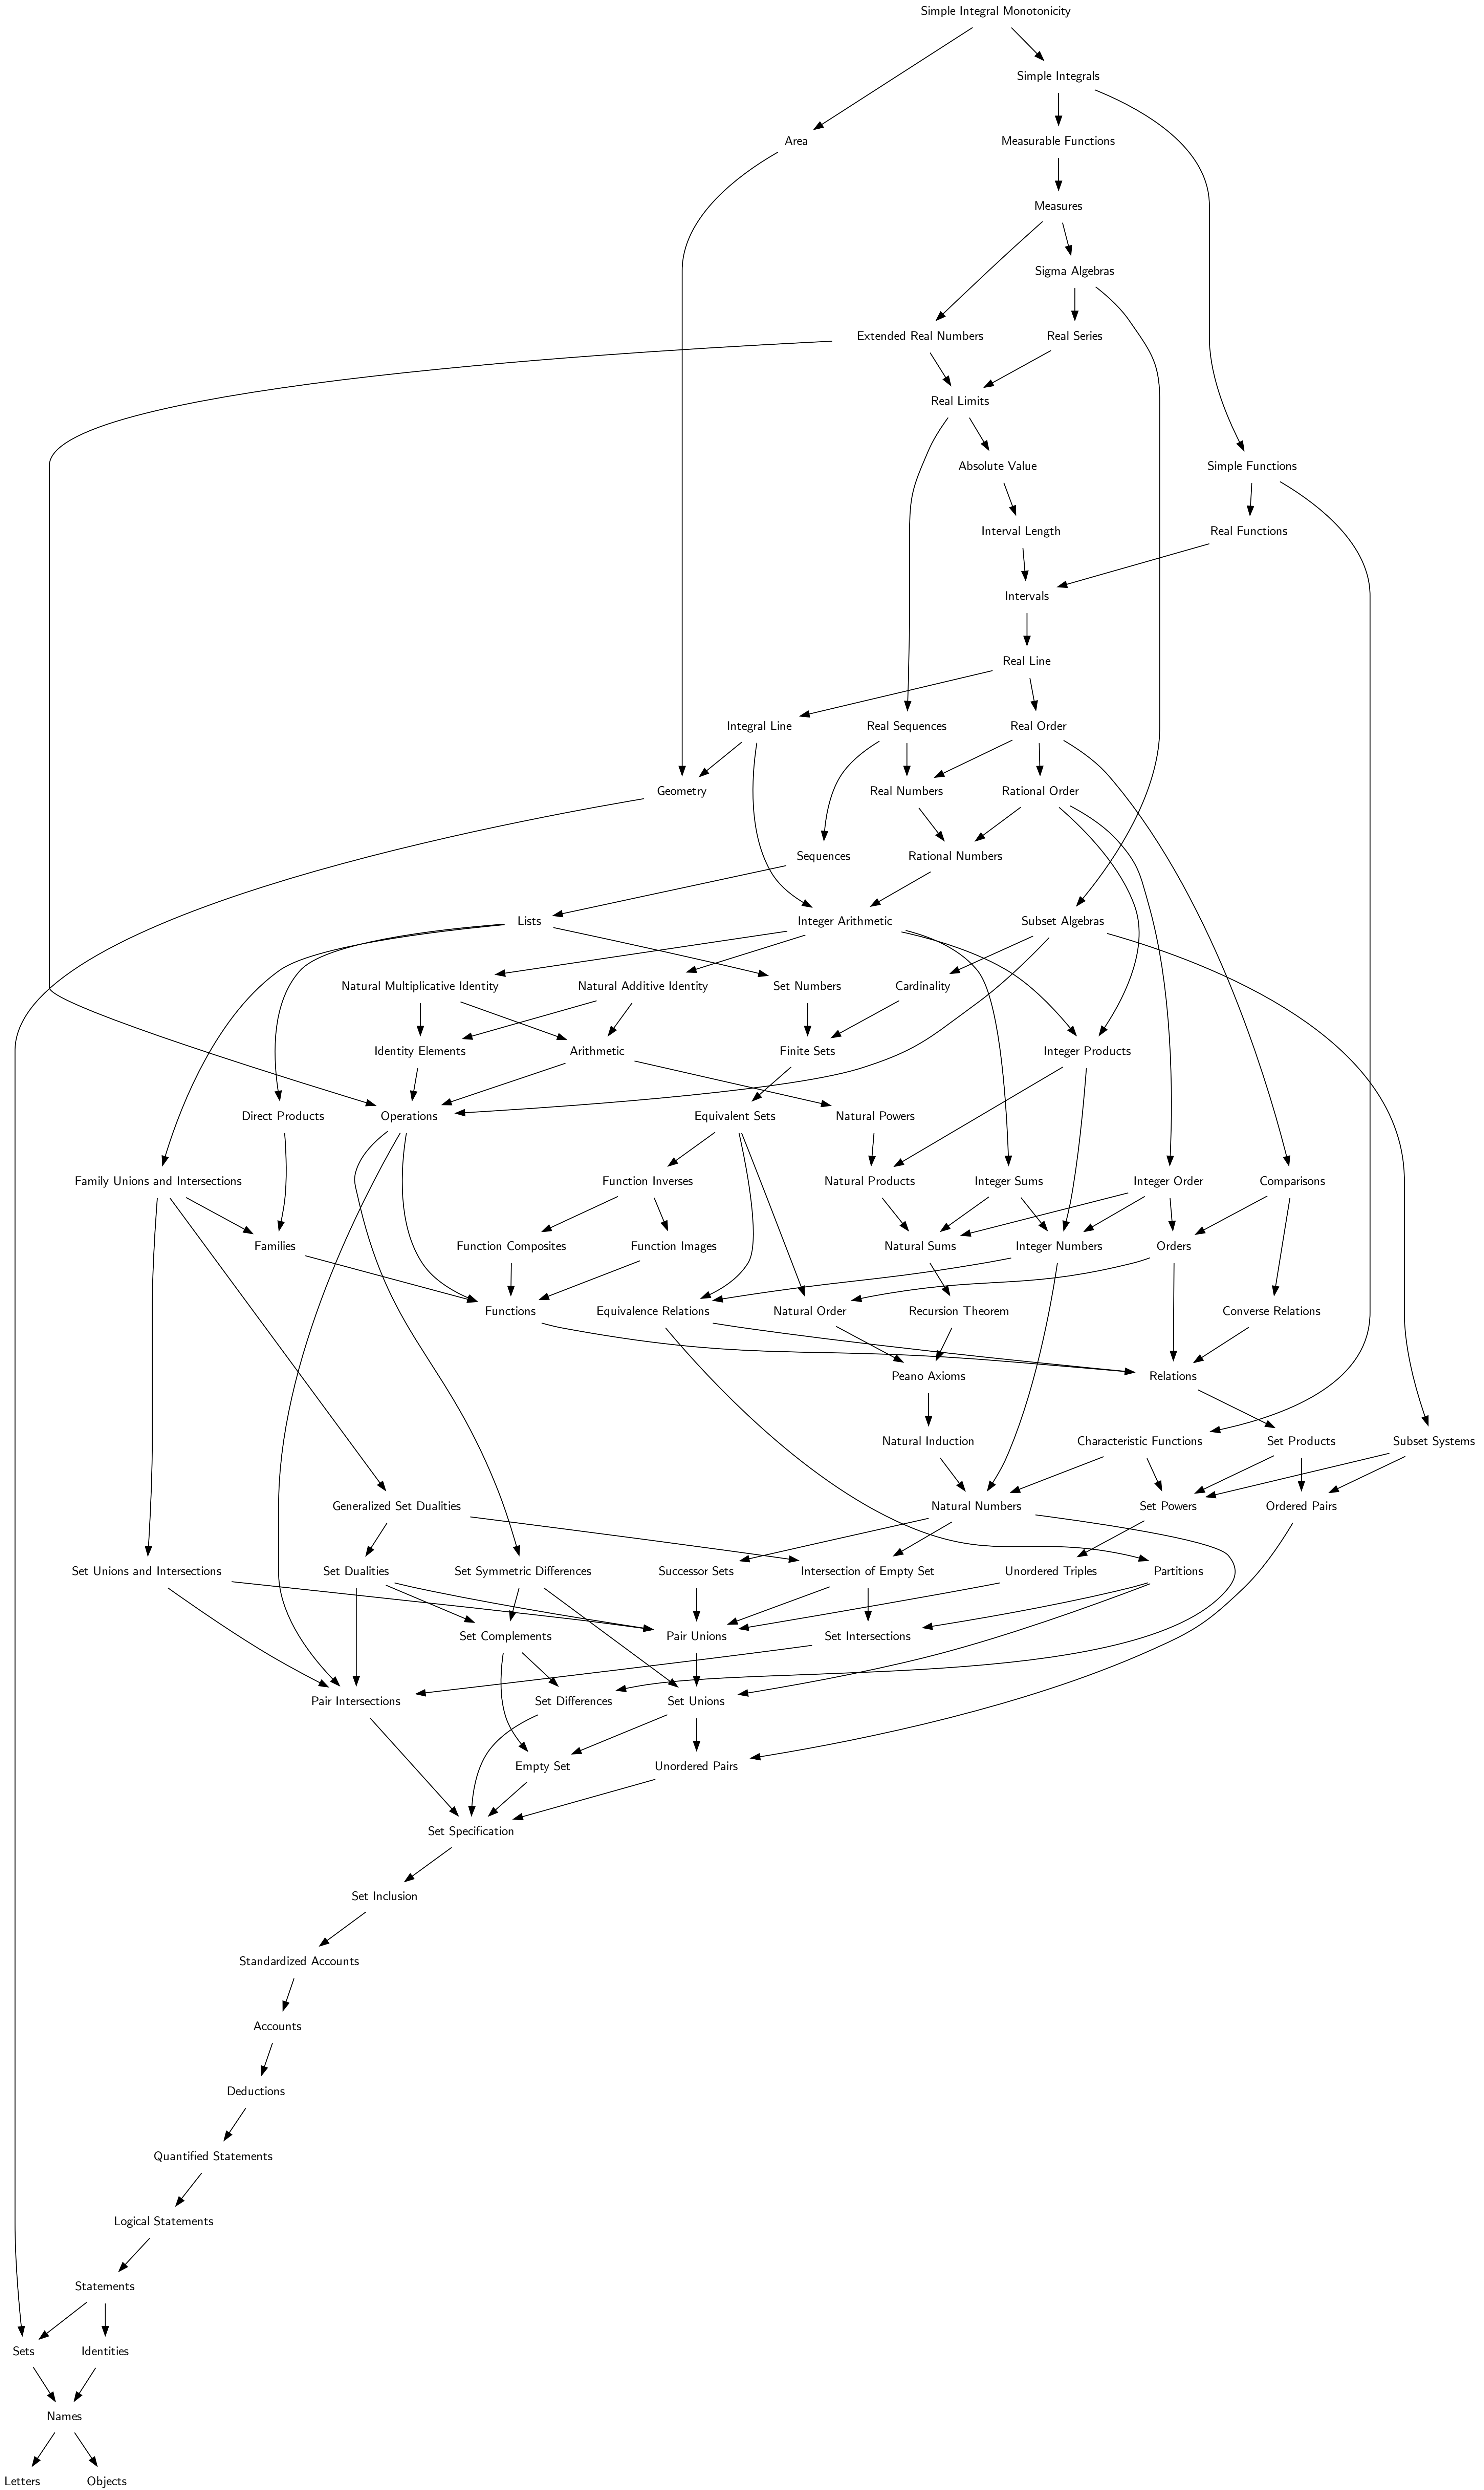 Simple Integral Monotonicity
Simple Integrals
Area
Measurable Functions
Measures
Sigma Algebras
Extended Real Numbers
Real Series
Real Limits
Absolute Value
Simple Functions
Interval Length
Real Functions
Intervals
Real Line
Integral Line
Real Sequences
Real Order
Geometry
Real Numbers
Rational Order
Sequences
Rational Numbers
Lists
Integer Arithmetic
Subset Algebras
Natural Multiplicative Identity
Natural Additive Identity
Set Numbers
Cardinality
Identity Elements
Arithmetic
Finite Sets
Integer Products
Direct Products
Operations
Equivalent Sets
Natural Powers
Family Unions and Intersections
Function Inverses
Natural Products
Integer Sums
Integer Order
Comparisons
Families
Function Composites
Function Images
Natural Sums
Integer Numbers
Orders
Functions
Equivalence Relations
Natural Order
Recursion Theorem
Converse Relations
Peano Axioms
Relations
Natural Induction
Characteristic Functions
Set Products
Subset Systems
Generalized Set Dualities
Natural Numbers
Set Powers
Ordered Pairs
Set Unions and Intersections
Set Dualities
Set Symmetric Differences
Successor Sets
Intersection of Empty Set
Unordered Triples
Partitions
Set Complements
Pair Unions
Set Intersections
Pair Intersections
Set Differences
Set Unions
Empty Set
Unordered Pairs
Set Specification
Set Inclusion
Standardized Accounts
Accounts
Deductions
Quantified Statements
Logical Statements
Statements
Sets
Identities
Names
Letters
Objects